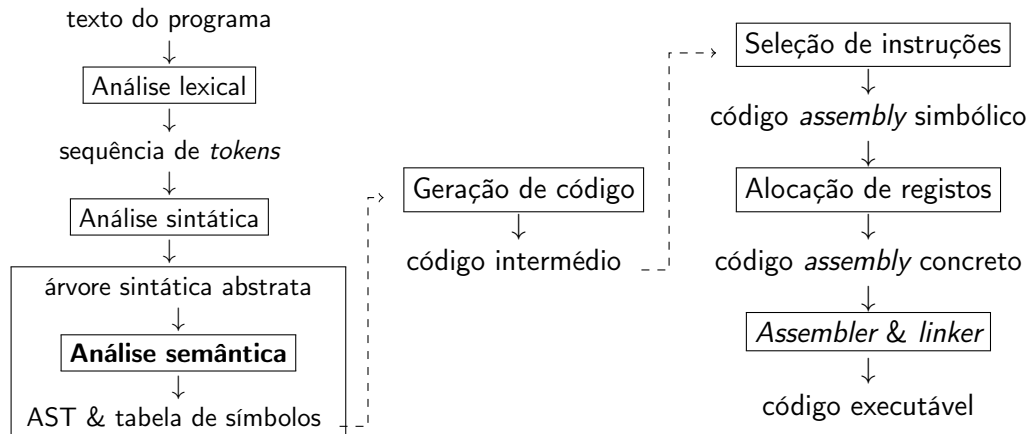 texto do programa
Análise lexical
sequência de tokens
Análise sintática
árvore sintática abstrata
Análise semântica
AST & tabela de símbolos
Geração de código
código intermédio
Seleção de instruções
código assembly simbólico
Alocação de registos
código assembly concreto
Assembler & linker
código executável